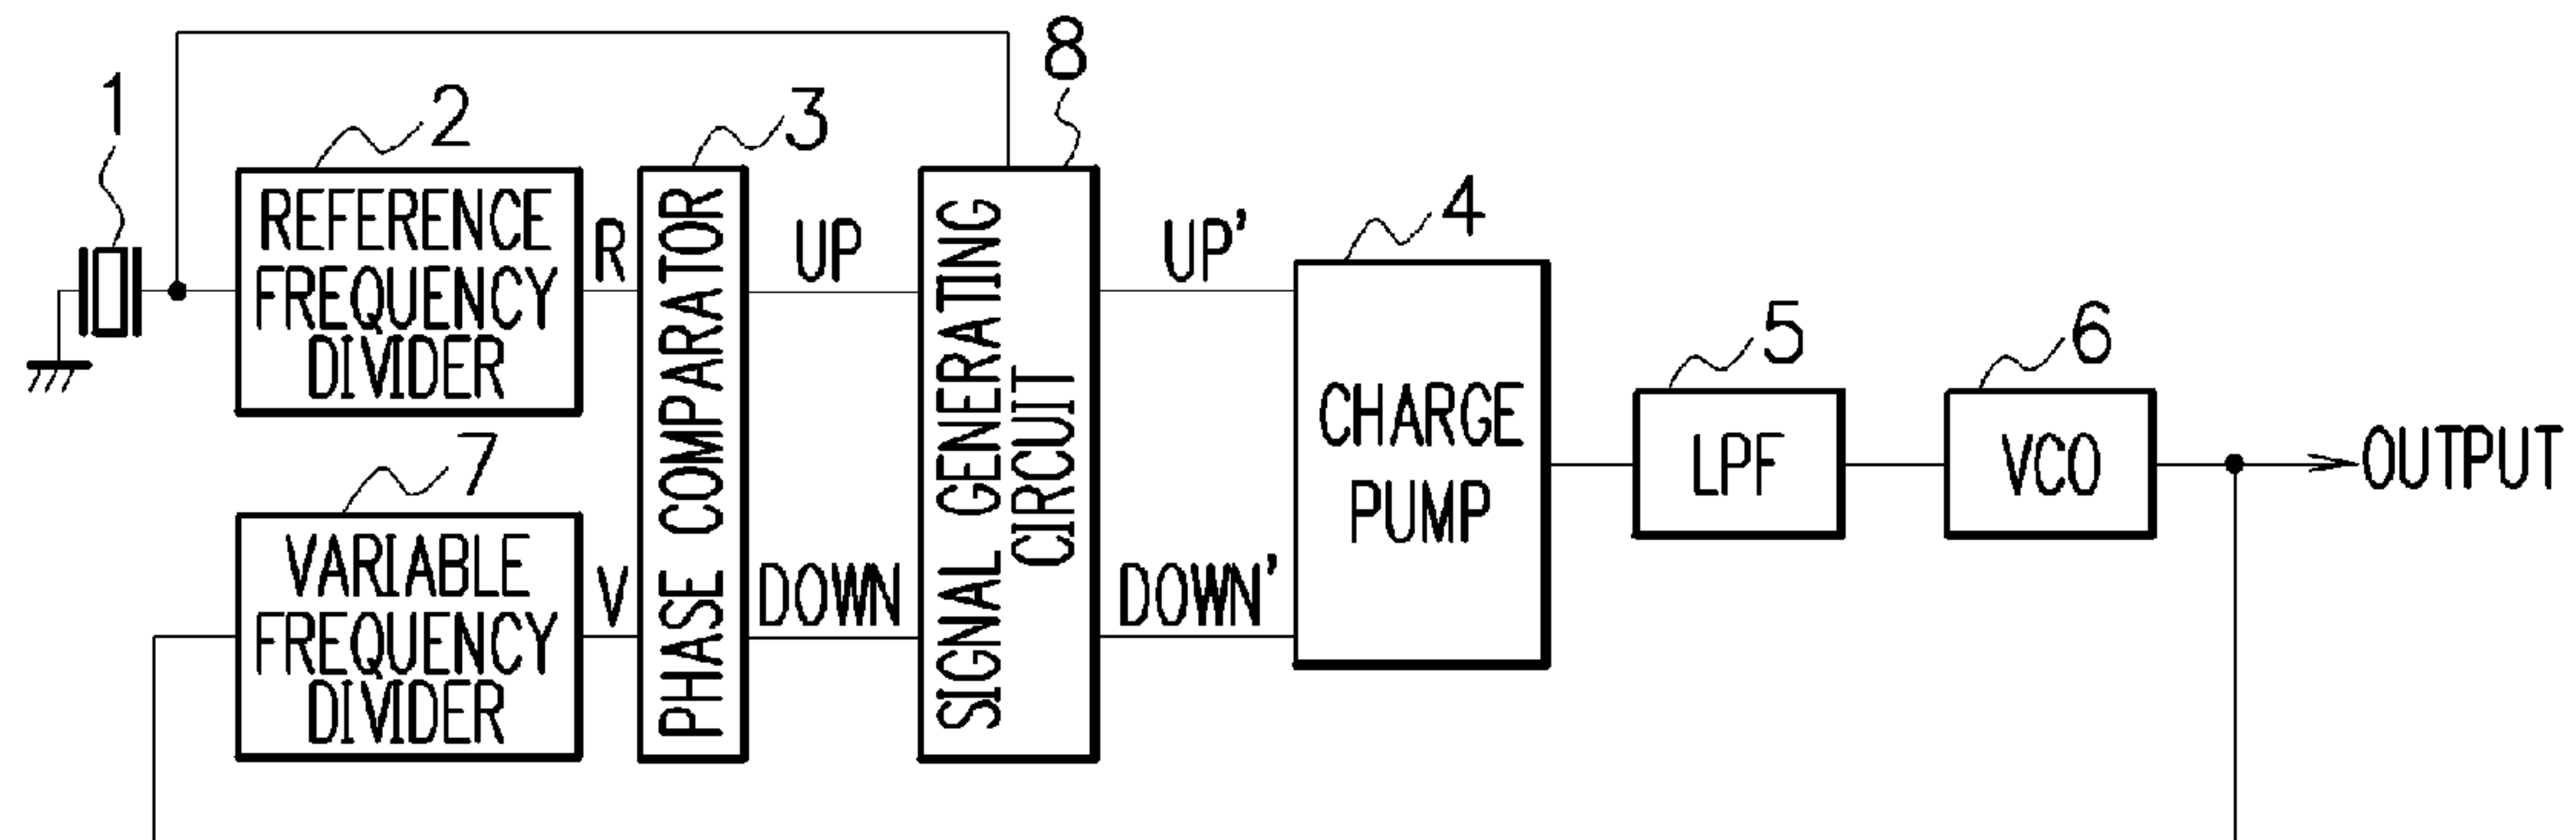 1
2
3
8
REFERENCE
FREQUENCY
DIVIDER
R
PHASE COMPARATOR
UP
SIGNAL GENERATING
CIRCUIT
UP'
4
CHARGE
PUMP
5
LPF
6
VCO
OUTPUT
7
VARIABLE
FREQUENCY
DIVIDER
V
DOWN
DOWN'